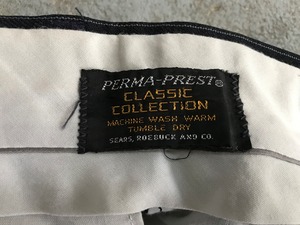 PERMA-PREST®
CLASSIC
COLLECTION
MACHINE WASH WARM
TUMBLE DRY
SEARS, ROEBUCK AND CO.